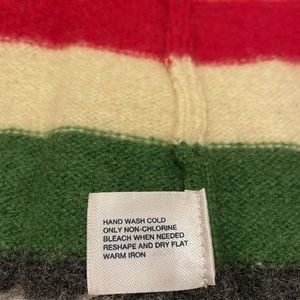 HAND WASH COLD
ONLY NON-CHLORINE
BLEACH WHEN NEEDED
RESHAPE AND DRY FLAT
WARM IRON